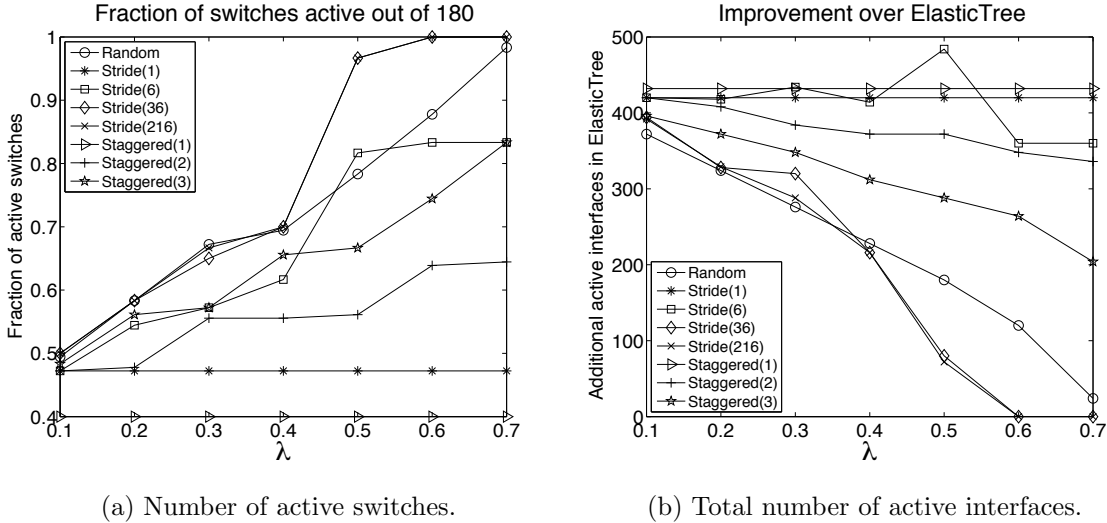 Fraction of switches active out of 180
Fraction of active switches
1
0.9
0.8
0.7
0.6
0.5
0.4
Random
Stride(1)
Stride(6)
Stride(36)
Stride(216)
Staggered(1)
Staggered(2)
Staggered(3)
0.1 0.2 0.3 0.4 0.5 0.6 0.7
λ
(a) Number of active switches.
Improvement over ElasticTree
Additional active interfaces in ElasticTree
500
400
300
200
100
0
Random
Stride(1)
Stride(6)
Stride(36)
Stride(216)
Staggered(1)
Staggered(2)
Staggered(3)
0.1 0.2 0.3 0.4 0.5 0.6 0.7
λ
(b) Total number of active interfaces.